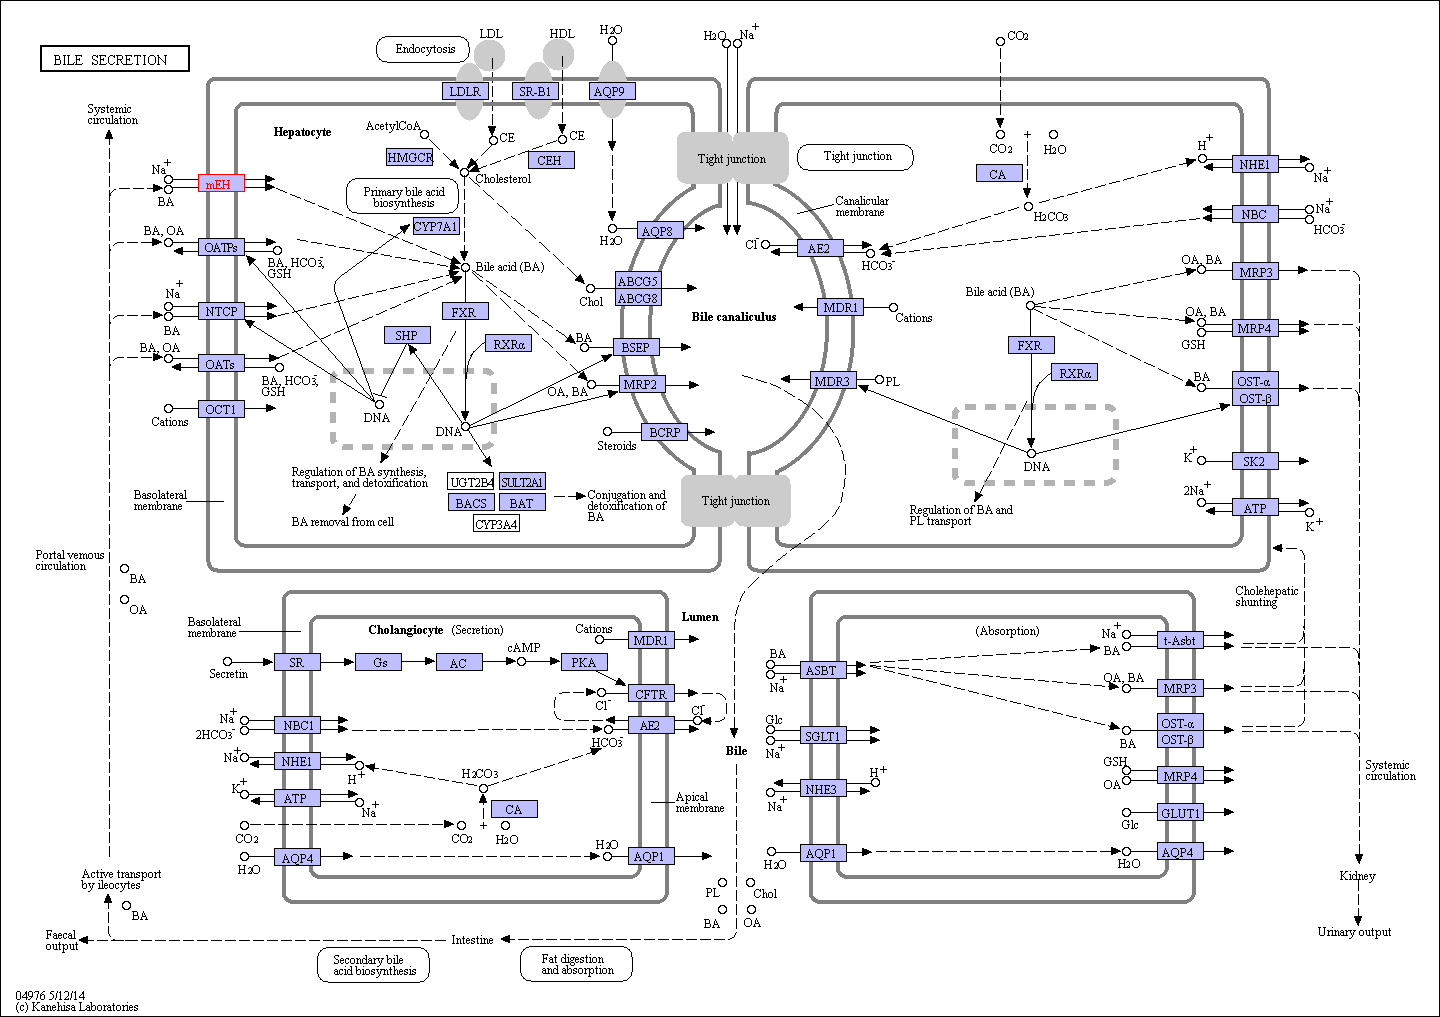 BILE SECRETION
Endocytosis
LDL
HDL
H2O
H2O
Na+
CO2
LDLR
SR-B1
AQP9
Systemic
circulation
Hepatocyte
AcetylCoA
CE
CE
HMGCR
CEH
Cholesterol
Tight junction
Tight junction
CO2
+
H2O
CA
H2CO3
H+
NHE1
Na+
Na+
mEH
BA
Primary bile acid
biosynthesis
CYP7A1
Canalicular
membrane
NBC
Na+
HCO3-
BA, OA
OATPs
BA, HCO3-,
GSH
H2O
AQP8
Cl-
AE2
HCO3-
Bile acid (BA)
OA, BA
MRP3
Na+
NTCP
BA
FXR
Chol
ABCG5
ABCG8
Bile canaliculus
MDR1
Cations
Bile acid (BA)
OA, BA
MRP4
GSH
BA, OA
OATs
BA, HCO3-,
GSH
SHP
RXRα
BA
BSEP
FXR
RXRα
MRP2
OA, BA
MDR3
PL
BA
OST-α
OST-β
OCT1
Cations
DNA
DNA
BCRP
Steroids
DNA
K+
SK2
Regulation of BA synthesis,
transport, and detoxification
UGT2B4
SULT2A1
BACS
BAT
CYP3A4
Conjugation and
detoxification of
BA
BA removal from cell
Basolateral
membrane
Tight junction
Regulation of BA and
PL transport
2Na+
ATP
K+
Portal venous
circulation
BA
OA
Cholehepatic
shunting
Basolateral
membrane
Cholangiocyte (Secretion)
Lumen
Cations
MDR1
(Absorption)
Na+
BA
t-Asbt
Secretin
SR
Gs
AC
cAMP
PKA
BA
Na+
ASBT
CFTR
Cl-
OA, BA
MRP3
Na+
2HCO3-
NBC1
AE2
Cl-
HCO3-
Glc
Na+
SGLT1
OST-α
OST-β
BA
Bile
Na+
NHE1
H+
H2CO3
GSH
OA
MRP4
Systemic
circulation
K+
ATP
Na+
CA
Apical
membrane
NHE3
H+
Na+
Glc
GLUT1
CO2
CO2
+
H2O
H2O
AQP4
H2O
AQP1
H2O
AQP1
H2O
AQP4
Active transport
by ileocytes
BA
PL
Chol
BA
OA
Kidney
Faecal
output
Intestine
Urinary output
Secondary bile
acid biosynthesis
Fat digestion
and absorption
04976 5/12/14
(c) Kanehisa Laboratories